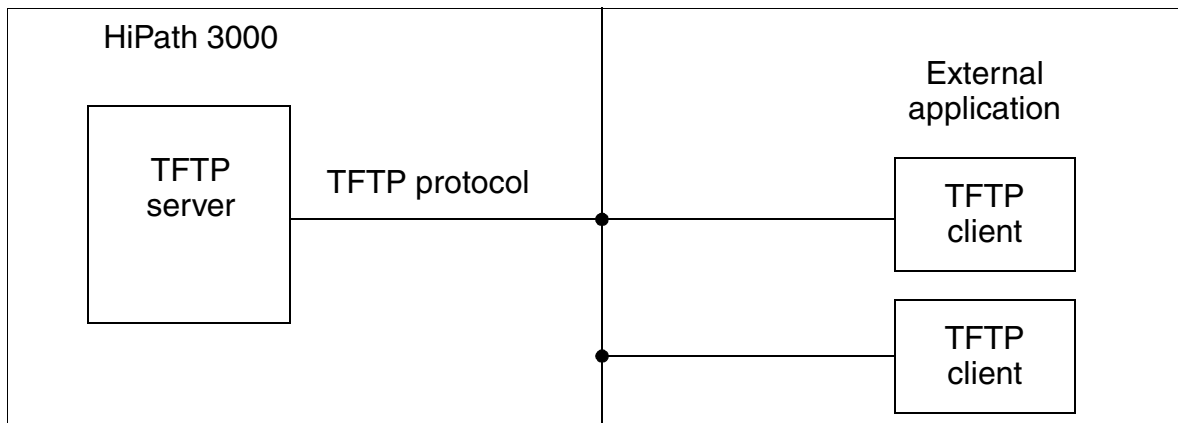 HiPath 3000
External
application
TFTP
server
TFTP protocol
TFTP
client
TFTP
client